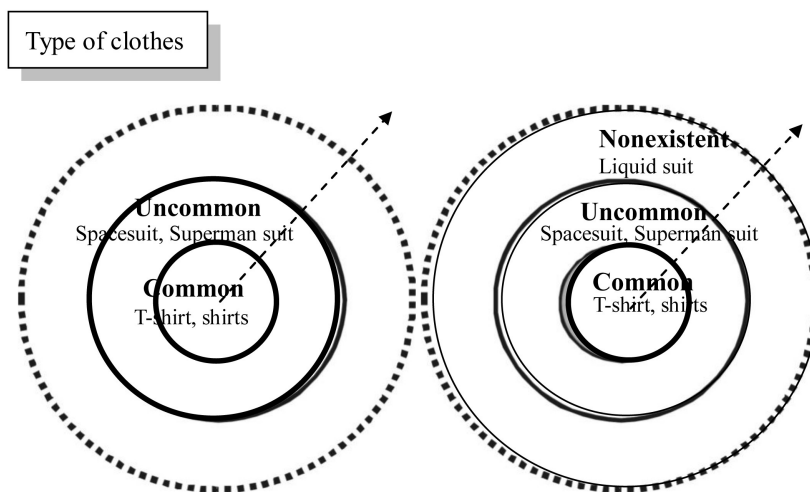 Type of clothes
Uncommon
Spacesuit, Superman suit
Common
T-shirt, shirts
Nonexistent
Liquid suit
Uncommon
Spacesuit, Superman suit
Common
T-shirt, shirts